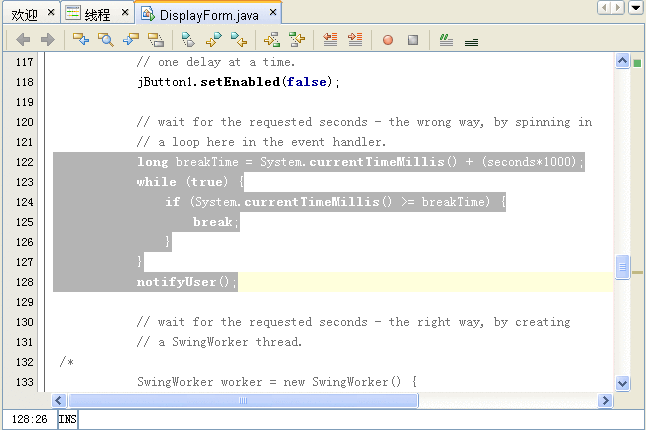 欢迎 线程 DisplayForm.java
117 // one delay at a time.
118 jButton1.setEnabled(false);
119
120 // wait for the requested seconds - the wrong way, by spinning in
121 // a loop here in the event handler.
122 long breakTime = System.currentTimeMillis() + (seconds*1000);
123 while (true) {
124 if (System.currentTimeMillis() >= breakTime) {
125 break;
126 }
127 }
128 notifyUser();
129
130 // wait for the requested seconds - the right way, by creating
131 // a SwingWorker thread.
132 /*
133 SwingWorker worker = new SwingWorker() {
128:26 INS